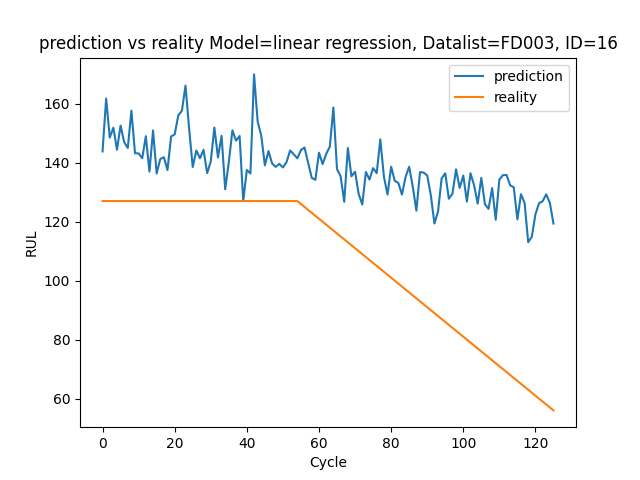 prediction vs reality Model=linear regression, Datalist=FD003, ID=16
prediction
reality
160
140
120
100
80
60
RUL
0 20 40 60 80 100 120
Cycle